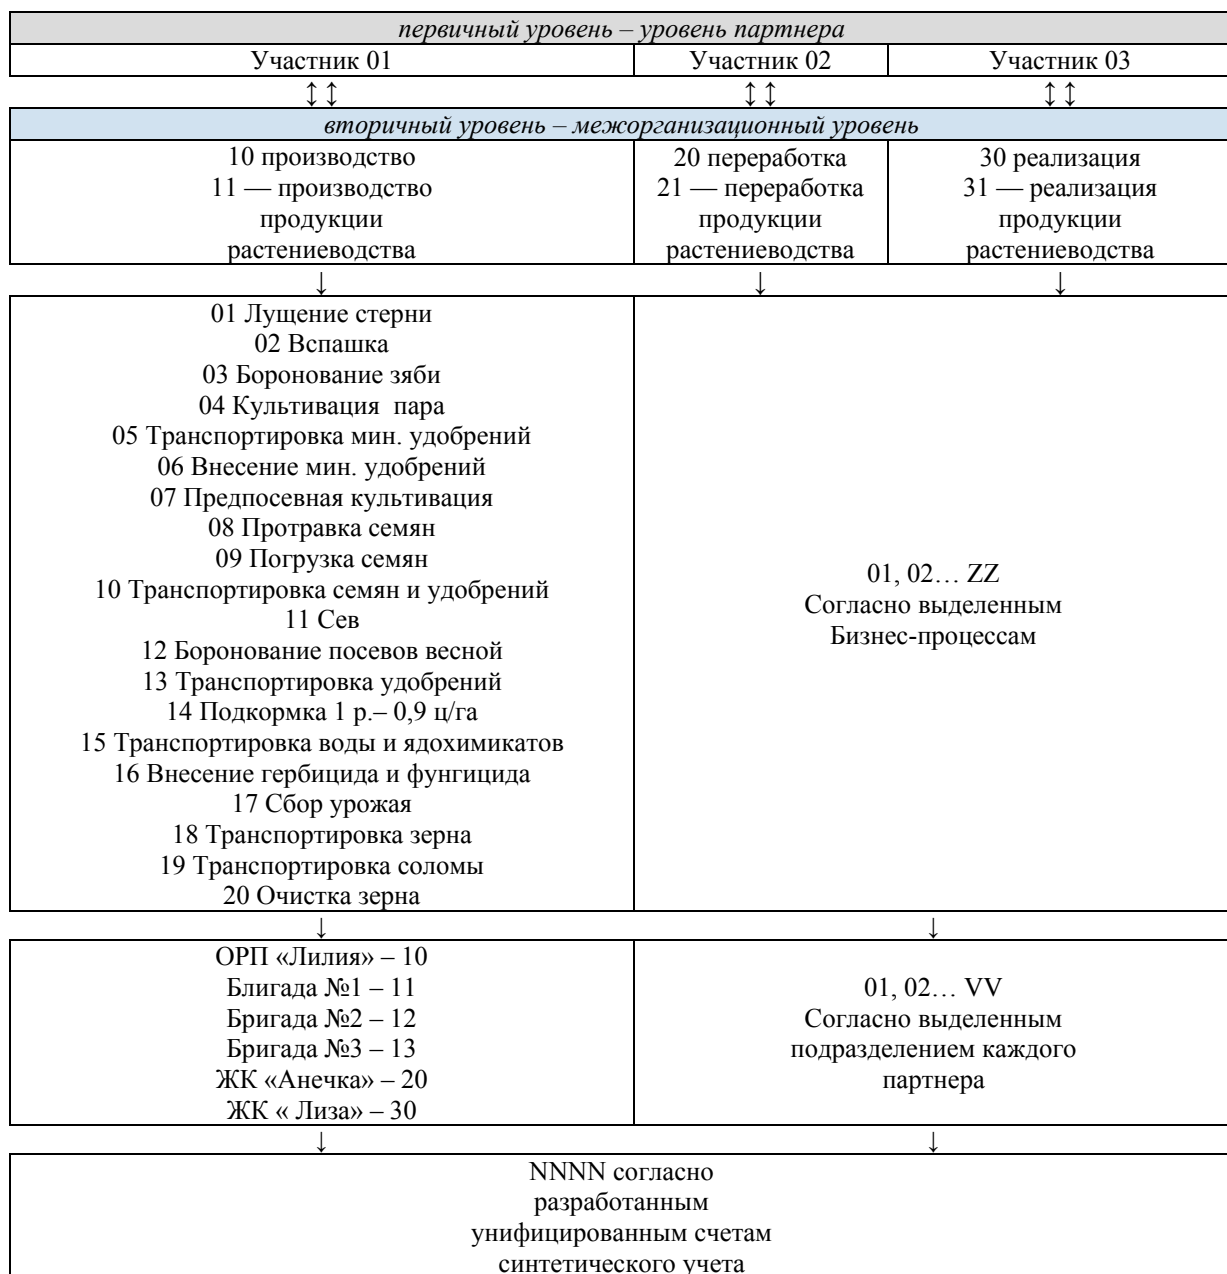 первичный уровень – уровень партнера
Участник 01
Участник 02
Участник 03
↕↕
↕↕
↕↕
вторичный уровень – межорганизационный уровень
10 производство
11 — производство
продукции
растениеводства
20 переработка
21 — переработка
продукции
растениеводства
30 реализация
31 — реализация
продукции
растениеводства
↓
↓
↓
01 Лущение стерни
02 Вспашка
03 Боронование зяби
04 Культивация пара
05 Транспортировка мин. удобрений
06 Внесение мин. удобрений
07 Предпосевная культивация
08 Протравка семян
09 Погрузка семян
10 Транспортировка семян и удобрений
11 Сев
12 Боронование посевов весной
13 Транспортировка удобрений
14 Подкормка 1 р.– 0,9 ц/га
15 Транспортировка воды и ядохимикатов
16 Внесение гербицида и фунгицида
17 Сбор урожая
18 Транспортировка зерна
19 Транспортировка соломы
20 Очистка зерна
01, 02… ZZ
Согласно выделенным
Бизнес-процессам
↓
↓
ОРП «Лилия» – 10
Блигада №1 – 11
Бригада №2 – 12
Бригада №3 – 13
ЖК «Анечка» – 20
ЖК « Лиза» – 30
01, 02… VV
Согласно выделенным
подразделением каждого
партнера
↓
↓
NNNN согласно
разработанным
унифицированным счетам
синтетического учета